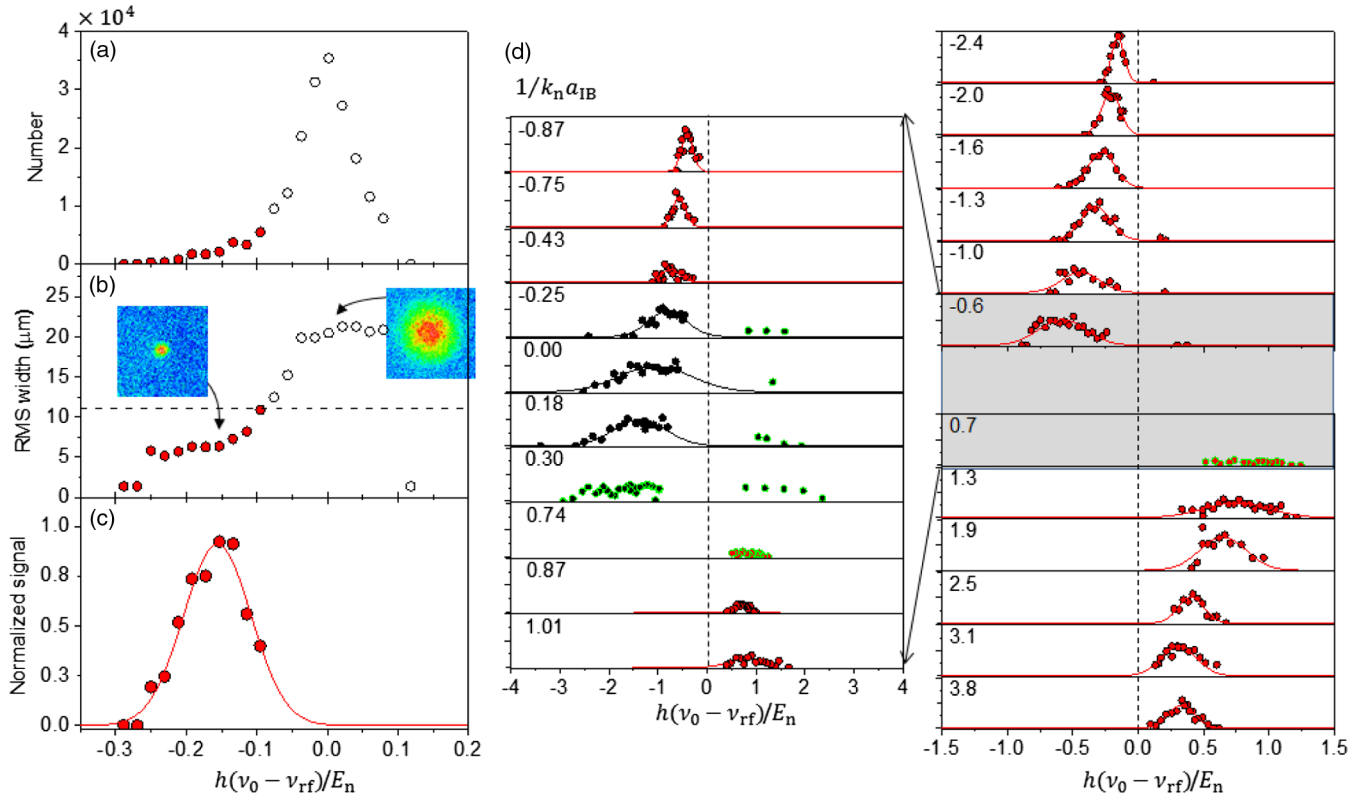 × 10⁴
(a)
4
3
2
1
0
Number
(b)
25
20
15
10
5
0
RMS width (μm)
(c)
1.0
0.8
0.5
0.3
0.0
Normalized signal
-0.3 -0.2 -0.1 0.0 0.1 0.2
h(ν₀ − νrf)/Eₙ
(d)
1/kₙaIB
-0.87
-0.75
-0.43
-0.25
0.00
0.18
0.30
0.74
0.87
1.01
-4 -3 -2 -1 0 1 2 3 4
h(ν₀ − νrf)/Eₙ
-2.4
-2.0
-1.6
-1.3
-1.0
-0.6
0.7
1.3
1.9
2.5
3.1
3.8
-1.5 -1.0 -0.5 0.0 0.5 1.0 1.5
h(ν₀ − νrf)/Eₙ